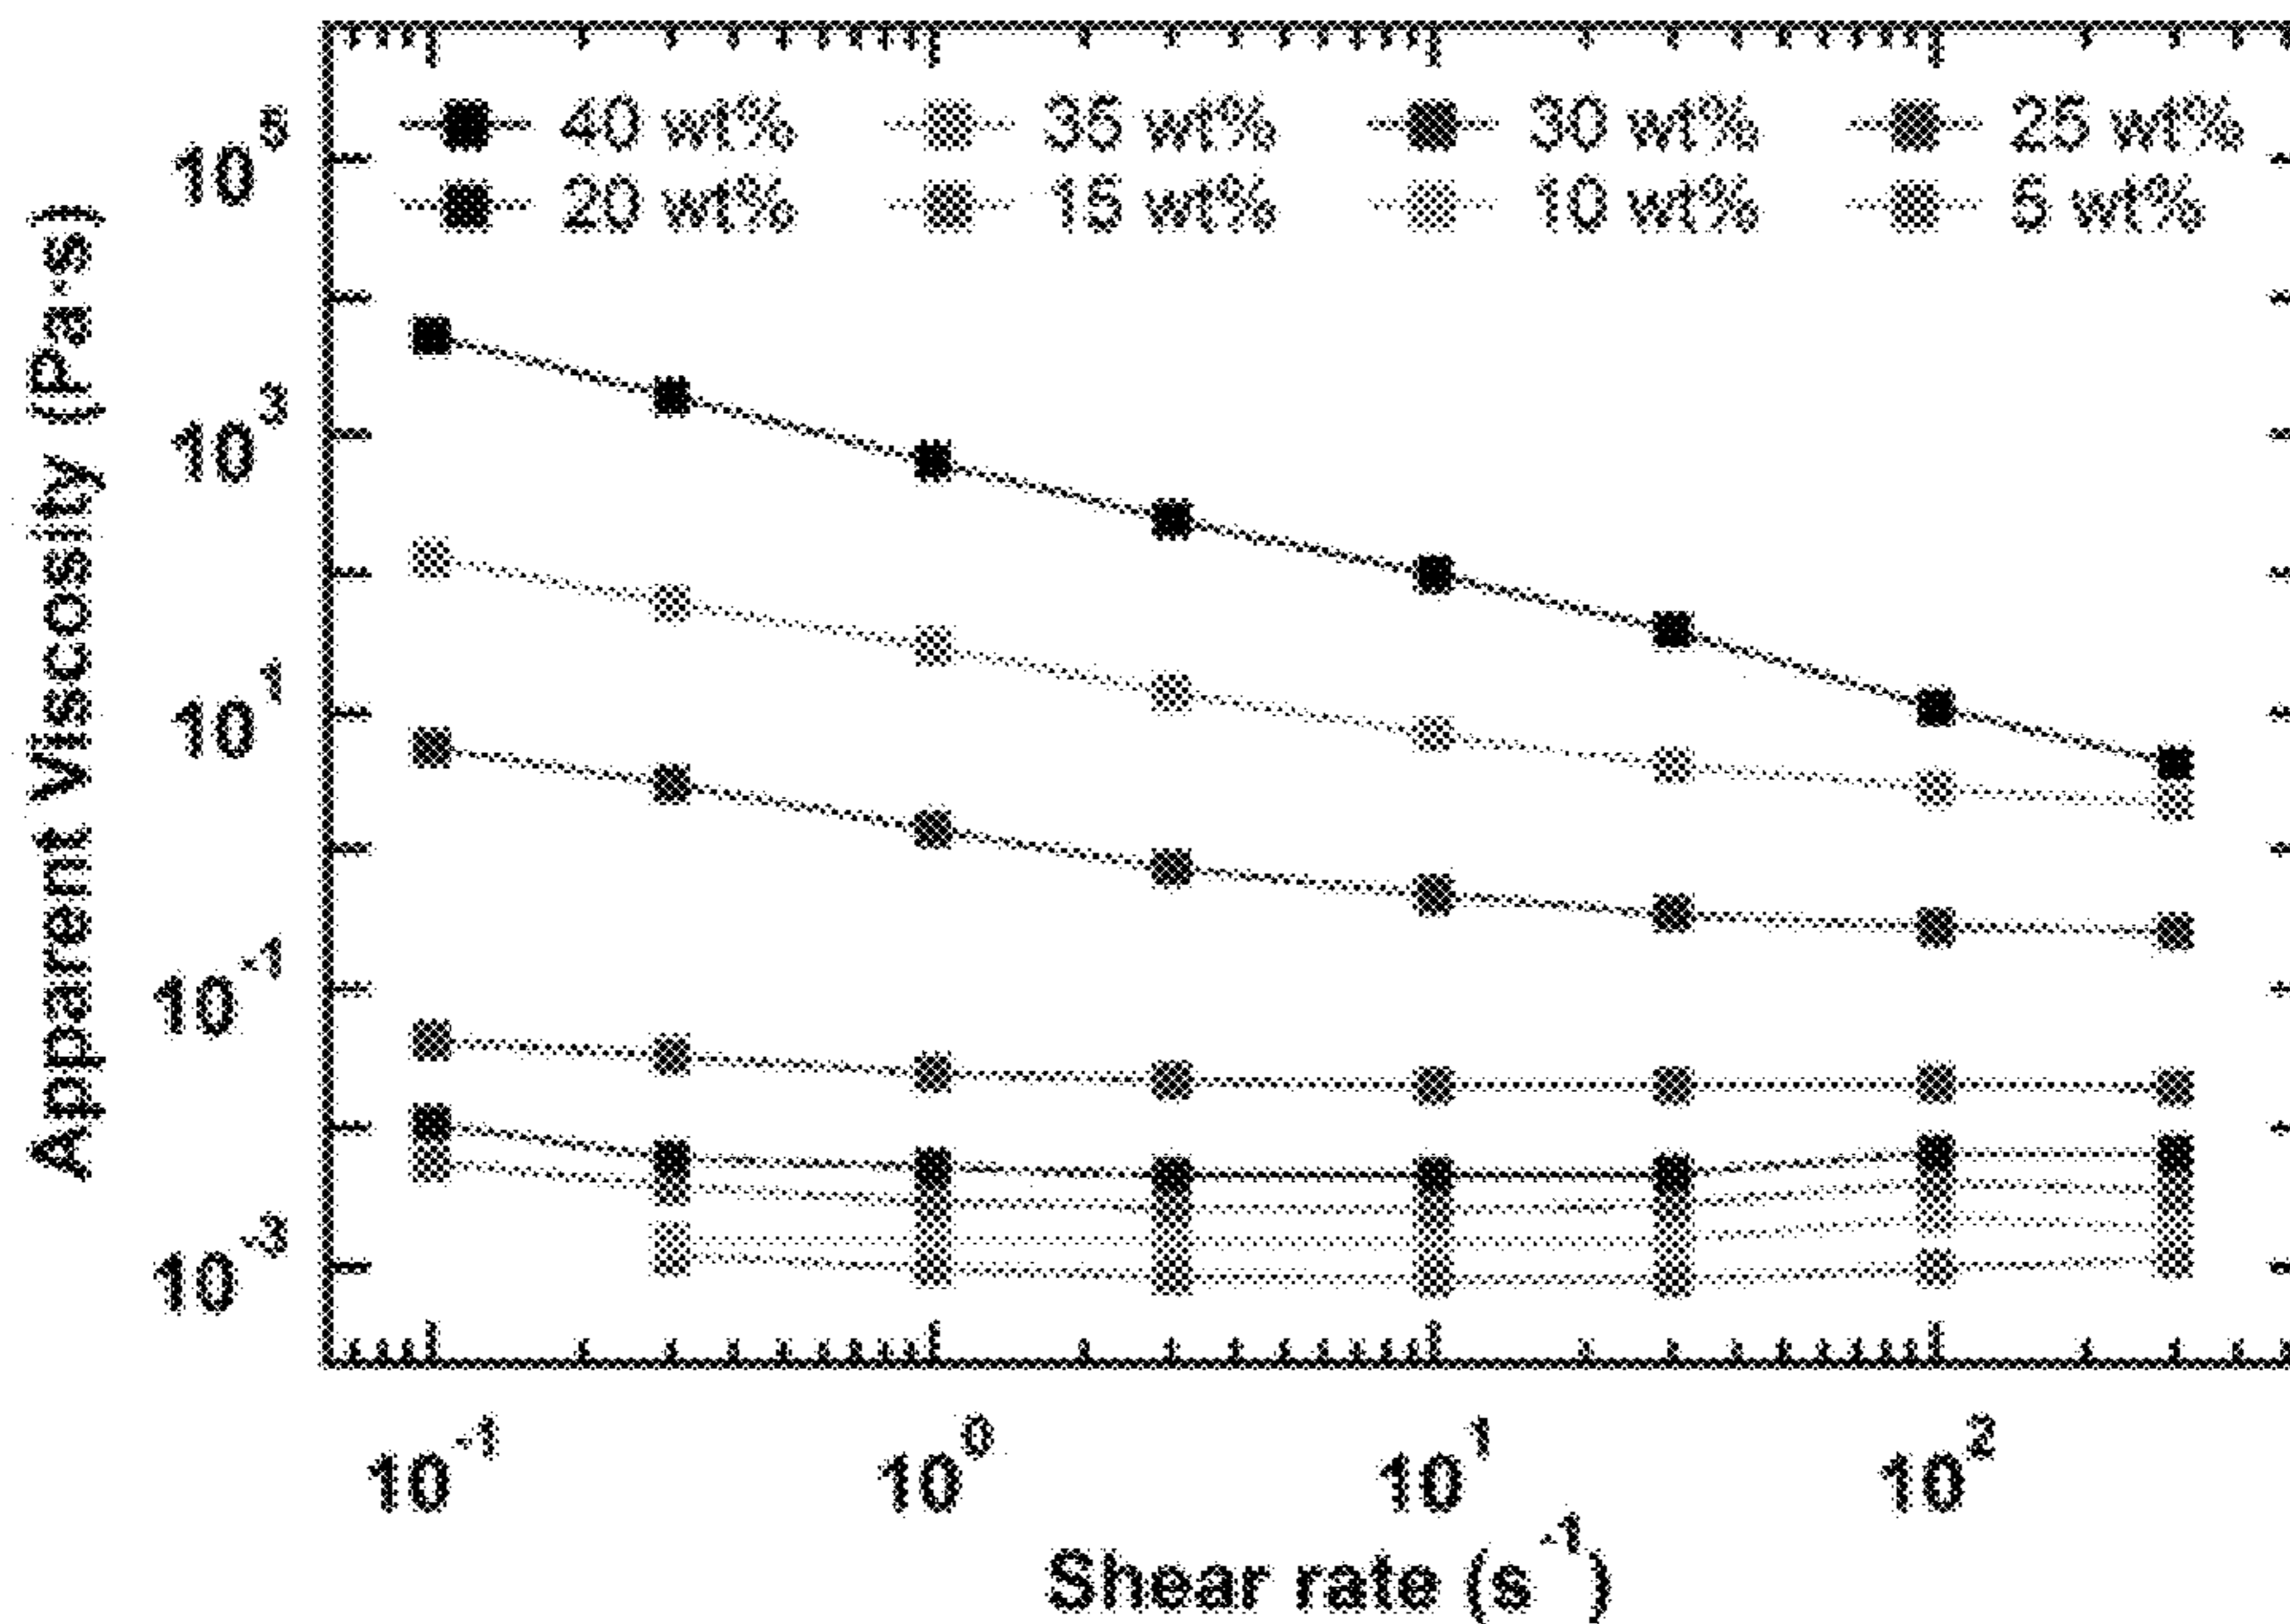 40 wt% 35 wt% 30 wt% 25 wt%
20 wt% 15 wt% 10 wt% 5 wt%
10^5
10^3
10^1
10^-1
10^-3
Apparent Viscosity (Pa·s)
10^-1 10^0 10^1 10^2
Shear rate (s^-1)